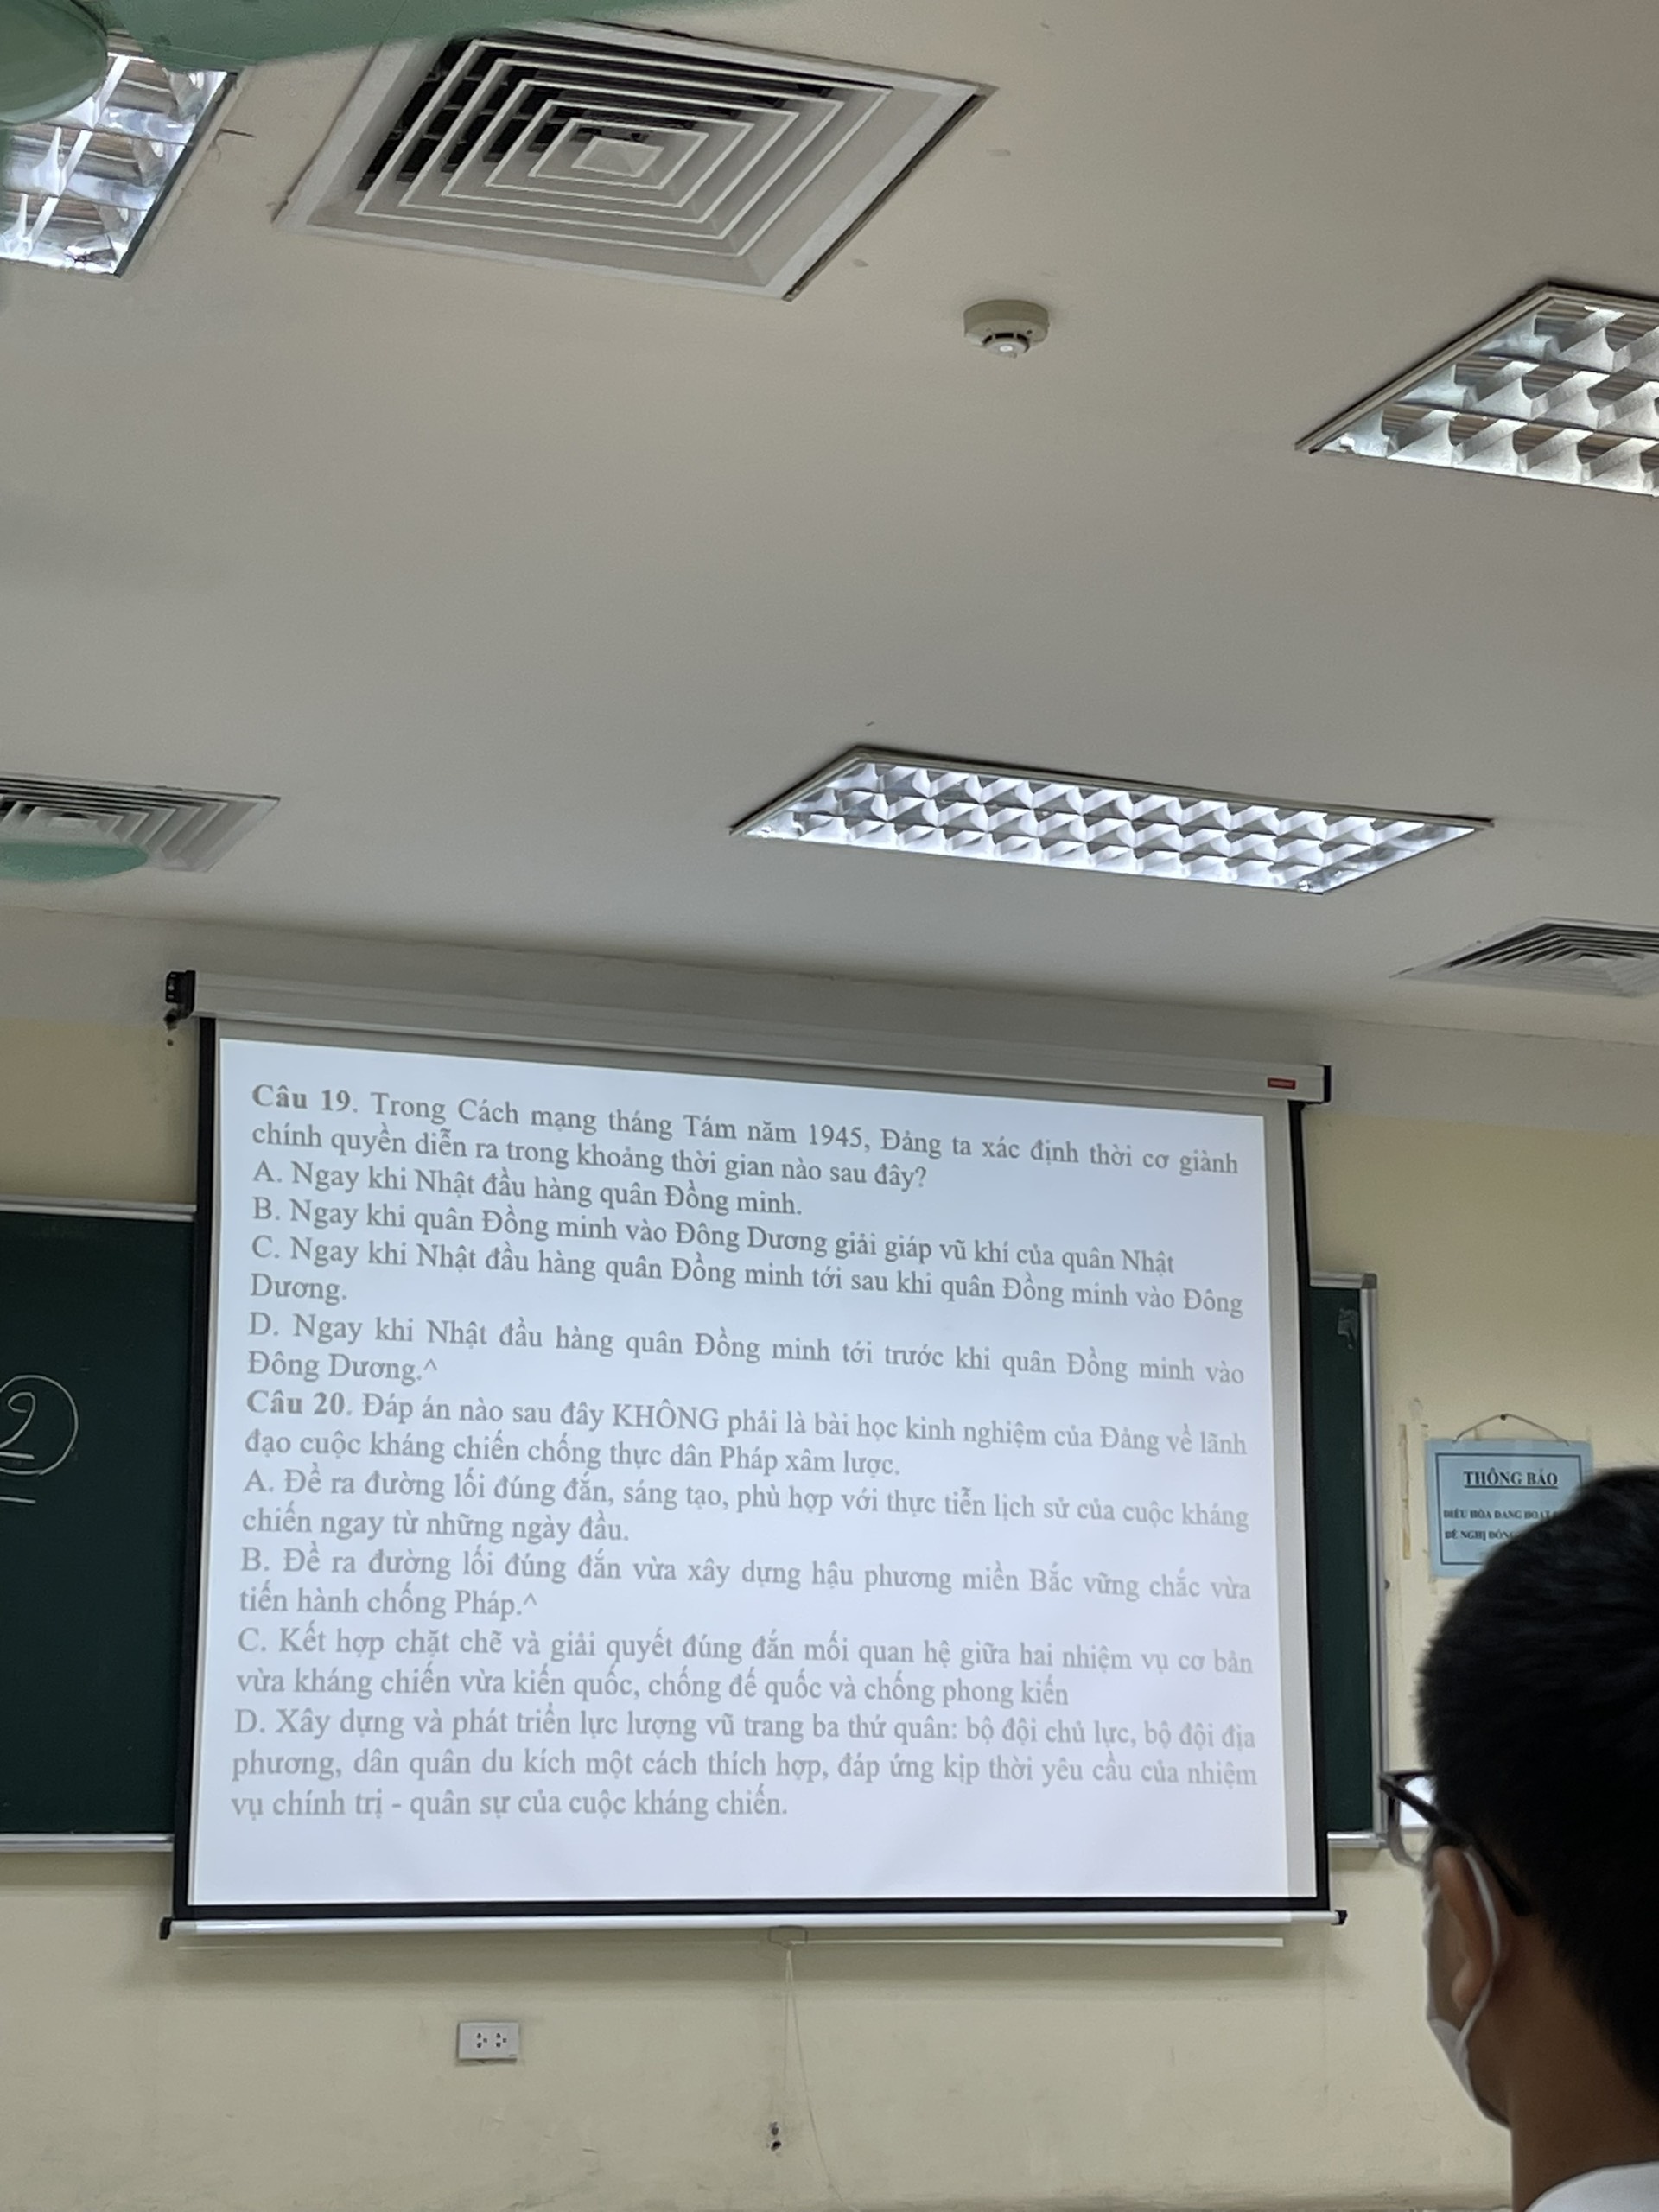 Câu 19. Trong Cách mạng tháng Tám năm 1945, Đảng ta xác định thời cơ giành
chính quyền diễn ra trong khoảng thời gian nào sau đây?
A. Ngay khi Nhật đầu hàng quân Đồng minh.
B. Ngay khi quân Đồng minh vào Đông Dương giải giáp vũ khí của quân Nhật
C. Ngay khi Nhật đầu hàng quân Đồng minh tới sau khi quân Đồng minh vào Đông
Dương.
D. Ngay khi Nhật đầu hàng quân Đồng minh tới trước khi quân Đồng minh vào
Đông Dương.^
Câu 20. Đáp án nào sau đây KHÔNG phải là bài học kinh nghiệm của Đảng về lãnh
đạo cuộc kháng chiến chống thực dân Pháp xâm lược.
A. Đề ra đường lối đúng đắn, sáng tạo, phù hợp với thực tiễn lịch sử của cuộc kháng
chiến ngay từ những ngày đầu.
B. Đề ra đường lối đúng đắn vừa xây dựng hậu phương miền Bắc vững chắc vừa
tiến hành chống Pháp.^
C. Kết hợp chặt chẽ và giải quyết đúng đắn mối quan hệ giữa hai nhiệm vụ cơ bản
vừa kháng chiến vừa kiến quốc, chống đế quốc và chống phong kiến
D. Xây dựng và phát triển lực lượng vũ trang ba thứ quân: bộ đội chủ lực, bộ đội địa
phương, dân quân du kích một cách thích hợp, đáp ứng kịp thời yêu cầu của nhiệm
vụ chính trị - quân sự của cuộc kháng chiến.
2
THÔNG BÁO
ĐIỀU HÒA ĐANG HOẠT
ĐỀ NGHỊ ĐÓNG